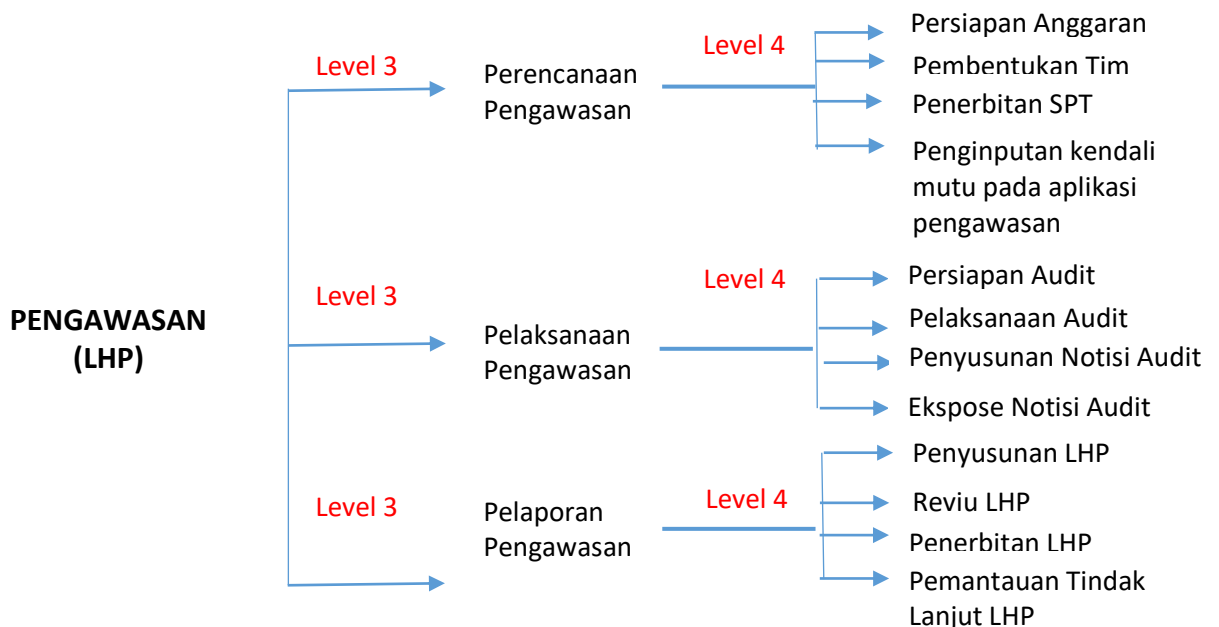 PENGAWASAN
(LHP)
Level 3
Perencanaan
Pengawasan
Level 4
Persiapan Anggaran
Pembentukan Tim
Penerbitan SPT
Penginputan kendali
mutu pada aplikasi
pengawasan
Level 3
Pelaksanaan
Pengawasan
Level 4
Persiapan Audit
Pelaksanaan Audit
Penyusunan Notisi Audit
Ekspose Notisi Audit
Level 3
Pelaporan
Pengawasan
Level 4
Penyusunan LHP
Reviu LHP
Penerbitan LHP
Pemantauan Tindak
Lanjut LHP